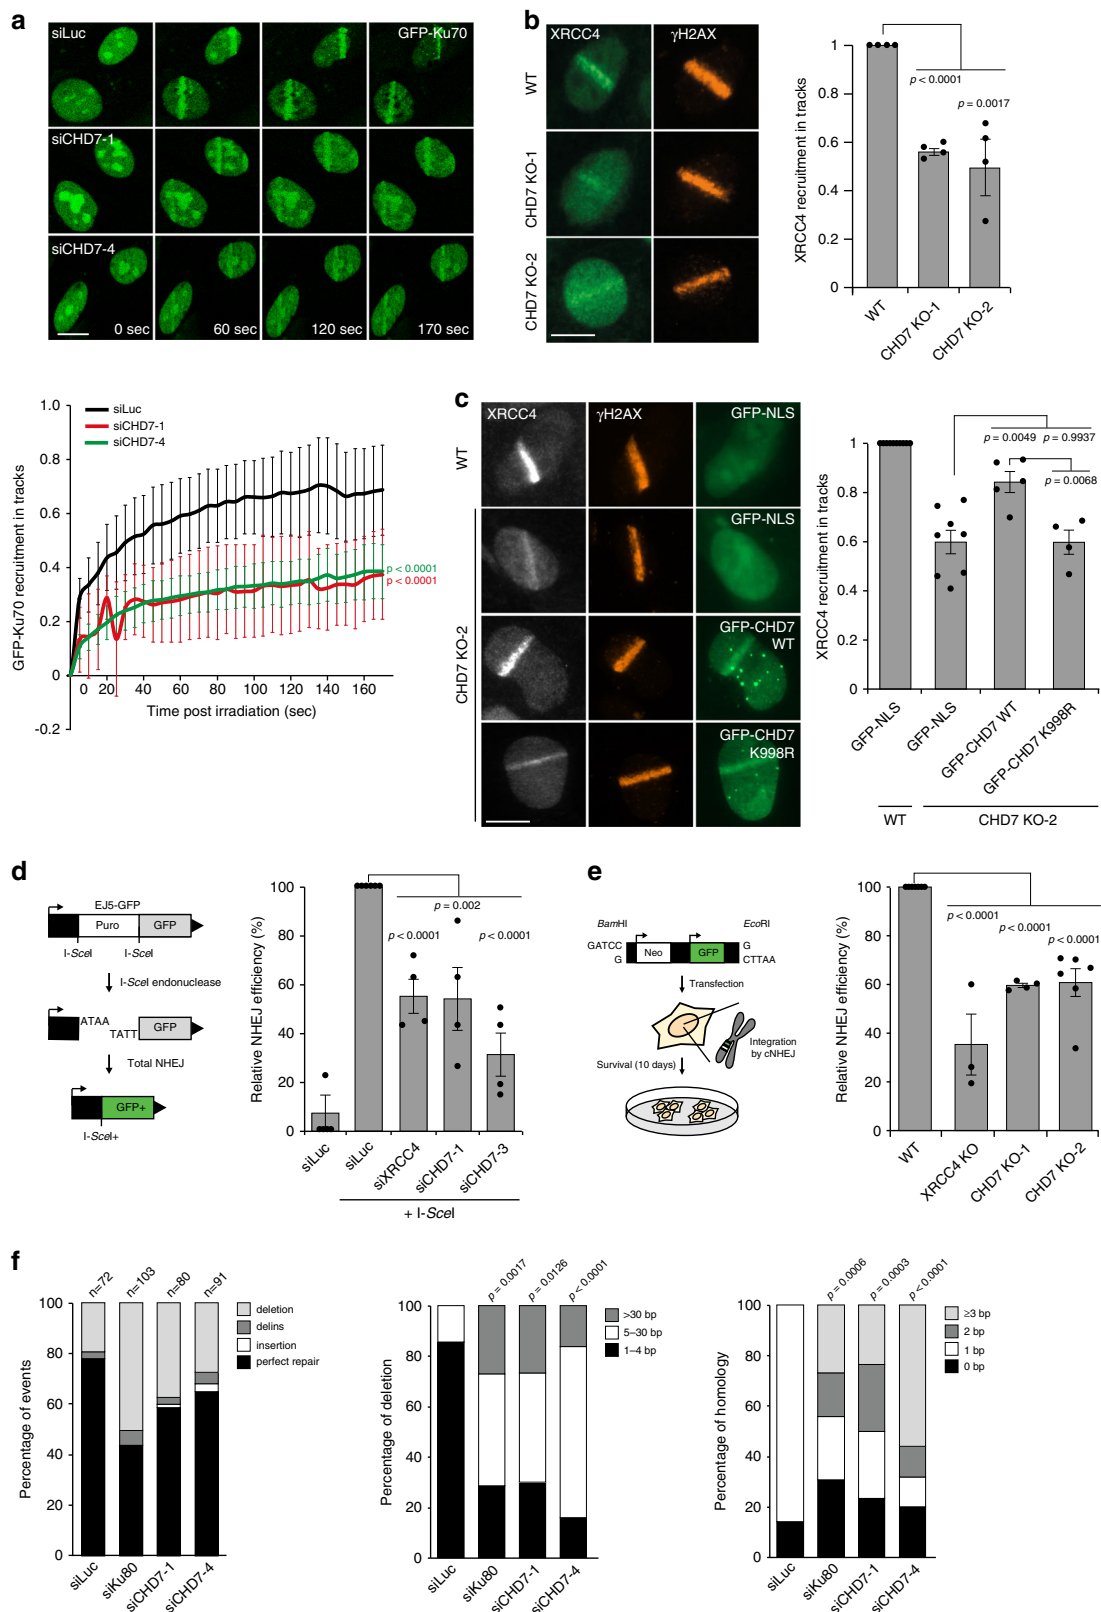 a
siLuc
GFP-Ku70
siCHD7-1
siCHD7-4
0 sec
60 sec
120 sec
170 sec
1.0
0.8
0.6
0.4
0.2
0
-0.2
GFP-Ku70 recruitment in tracks
siLuc
siCHD7-1
siCHD7-4
p < 0.0001
p < 0.0001
0 20 40 60 80 100 120 140 160
Time post irradiation (sec)
b
XRCC4
γH2AX
WT
CHD7 KO-1
CHD7 KO-2
XRCC4 recruitment in tracks
1
0.8
0.6
0.4
0.2
0
p < 0.0001
p = 0.0017
WT
CHD7 KO-1
CHD7 KO-2
c
XRCC4
γH2AX
GFP-NLS
WT
GFP-NLS
CHD7 KO-2
GFP-CHD7
WT
GFP-CHD7
K998R
XRCC4 recruitment in tracks
1
0.8
0.6
0.4
0.2
0
p = 0.0049
p = 0.9937
p = 0.0068
GFP-NLS
GFP-NLS
GFP-CHD7 WT
GFP-CHD7 K998R
WT
CHD7 KO-2
d
EJ5-GFP
Puro
GFP
I-SceI
I-SceI
I-SceI endonuclease
ATAA
TATT
GFP
Total NHEJ
GFP+
I-SceI+
Relative NHEJ efficiency (%)
100
80
60
40
20
0
p = 0.002
p < 0.0001
p < 0.0001
siLuc
siLuc
siXRCC4
siCHD7-1
siCHD7-3
+ I-SceI
e
BamHI
EcoRI
GATCC
G
Neo
GFP
G
CTTAA
Transfection
Integration
by cNHEJ
Survival (10 days)
Relative NHEJ efficiency (%)
100
80
60
40
20
0
p < 0.0001
p < 0.0001
p < 0.0001
WT
XRCC4 KO
CHD7 KO-1
CHD7 KO-2
f
n=72
n=103
n=80
n=91
Percentage of events
100
80
60
40
20
0
deletion
delins
insertion
perfect repair
siLuc
siKu80
siCHD7-1
siCHD7-4
p = 0.0017
p = 0.0126
p < 0.0001
Percentage of deletion
100
80
60
40
20
0
>30 bp
5–30 bp
1–4 bp
siLuc
siKu80
siCHD7-1
siCHD7-4
p = 0.0006
p = 0.0003
p < 0.0001
Percentage of homology
100
80
60
40
20
0
≥3 bp
2 bp
1 bp
0 bp
siLuc
siKu80
siCHD7-1
siCHD7-4